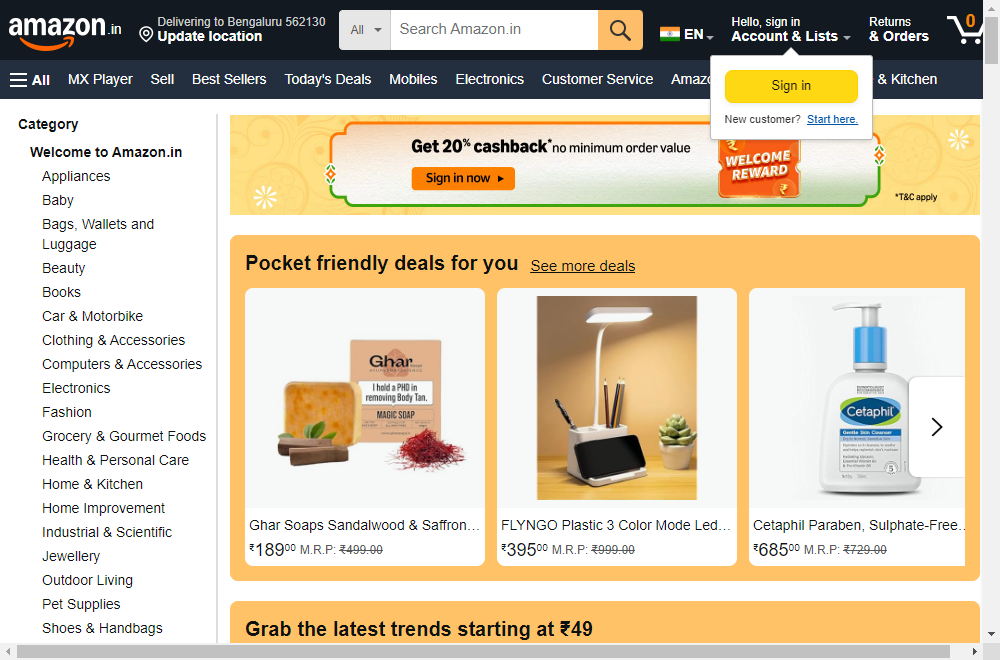 amazon.in
Delivering to Bengaluru 562130
Update location
All
Search Amazon.in
EN
Hello, sign in
Account & Lists
Returns
& Orders
0
All
MX Player
Sell
Best Sellers
Today's Deals
Mobiles
Electronics
Customer Service
Amaz
& Kitchen
Sign in
New customer? Start here.
Category
Welcome to Amazon.in
Appliances
Baby
Bags, Wallets and
Luggage
Beauty
Books
Car & Motorbike
Clothing & Accessories
Computers & Accessories
Electronics
Fashion
Grocery & Gourmet Foods
Health & Personal Care
Home & Kitchen
Home Improvement
Industrial & Scientific
Jewellery
Outdoor Living
Pet Supplies
Shoes & Handbags
Get 20% cashback* no minimum order value
Sign in now
WELCOME
REWARD
*T&C apply
Pocket friendly deals for you See more deals
Ghar
I hold a PHD in
removing Body Tan.
MAGIC SOAP
Cetaphil
Gentle Skin Cleanser
Ghar Soaps Sandalwood & Saffron…
₹18900 M.R.P: ₹499.00
FLYNGO Plastic 3 Color Mode Led…
₹39500 M.R.P: ₹999.00
Cetaphil Paraben, Sulphate-Free…
₹68500 M.R.P: ₹729.00
Grab the latest trends starting at ₹49